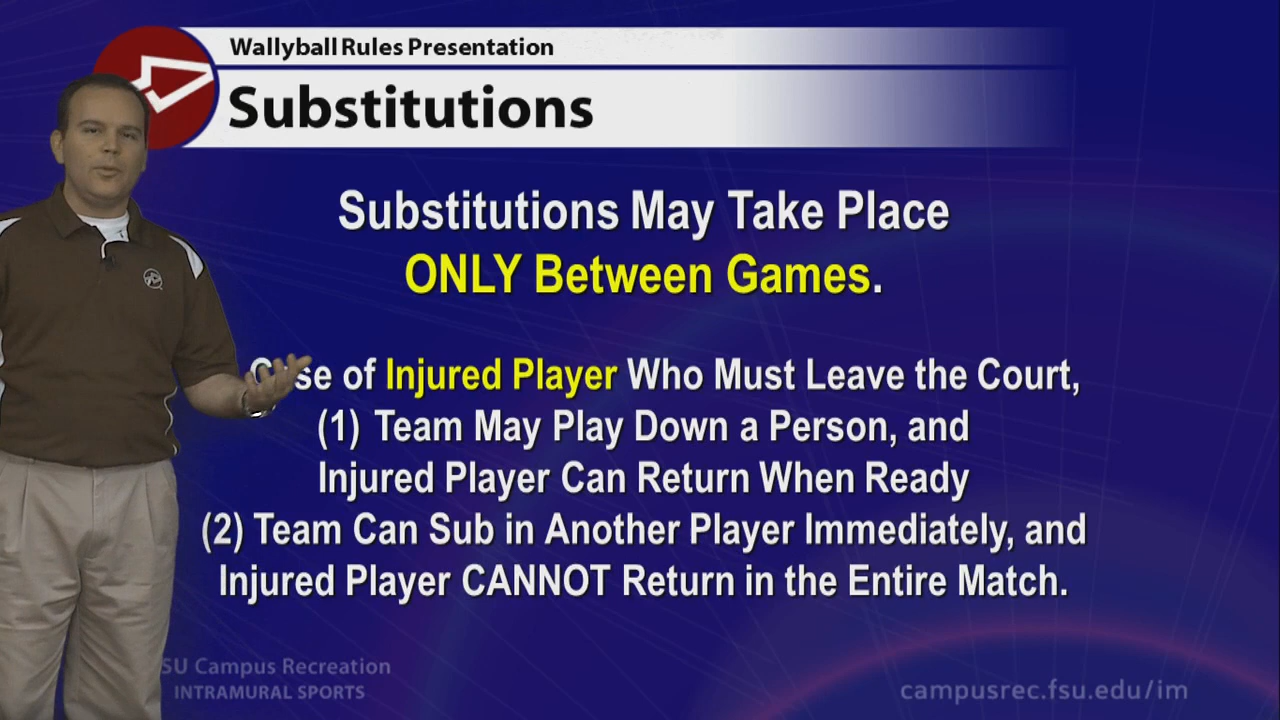 Wallyball Rules Presentation
Substitutions
Substitutions May Take Place
ONLY Between Games.
of Injured Player Who Must Leave the Court,
(1) Team May Play Down a Person, and
Injured Player Can Return When Ready
(2) Team Can Sub in Another Player Immediately, and
Injured Player CANNOT Return in the Entire Match.
SU Campus Recreation
INTRAMURAL SPORTS
campusrec.fsu.edu/im